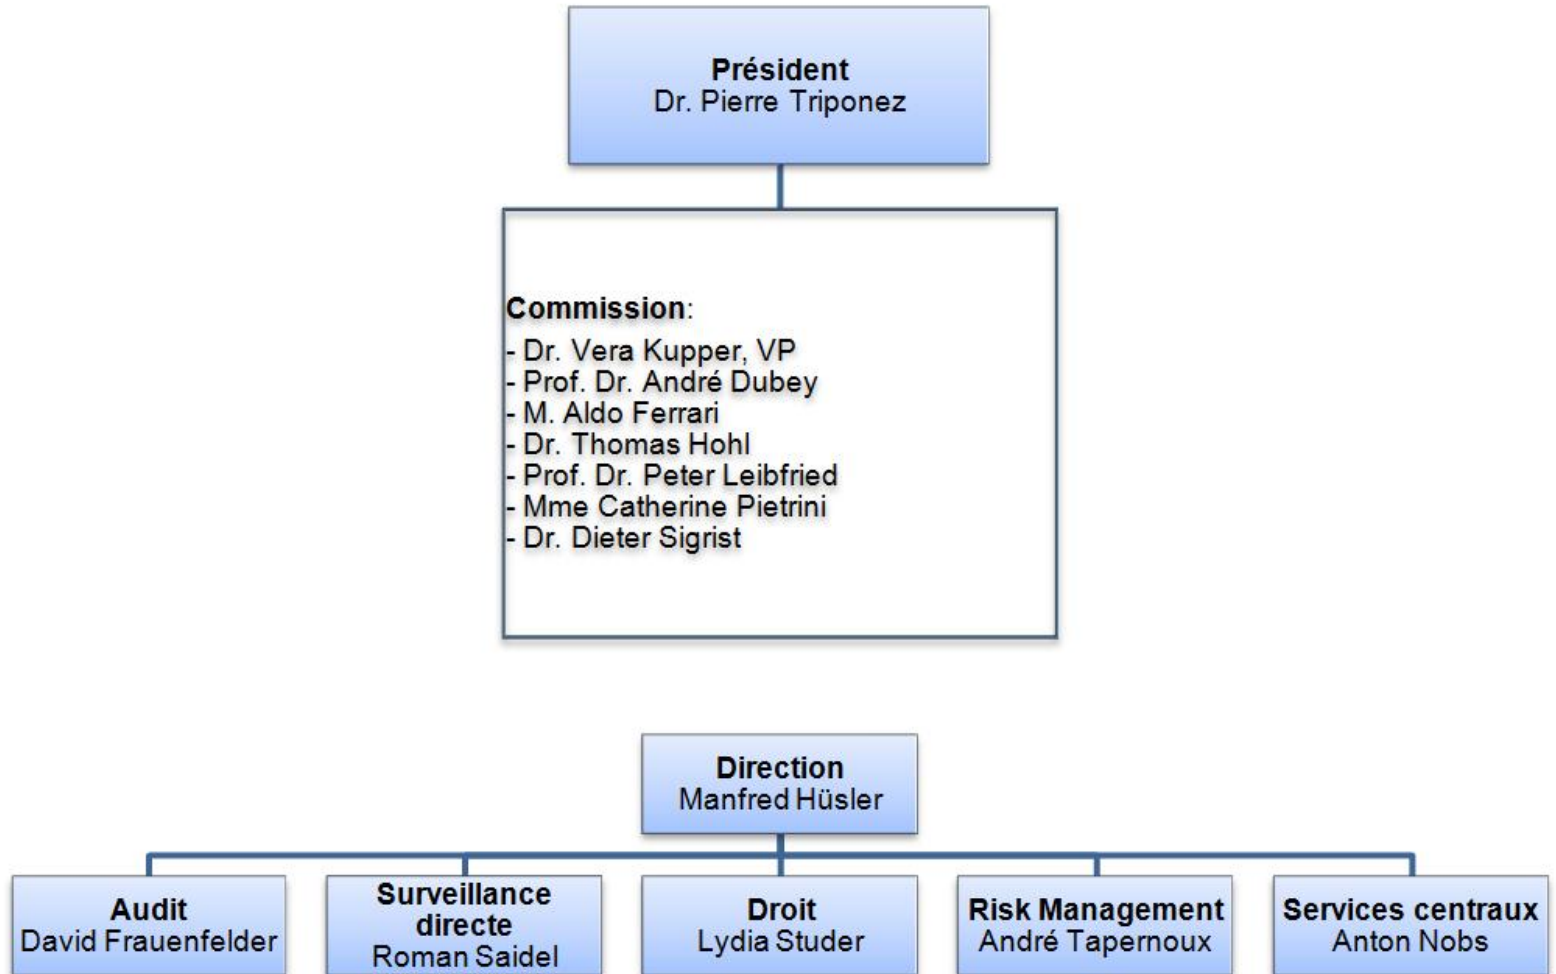 Président
Dr. Pierre Triponez
Commission:
- Dr. Vera Kupper, VP
- Prof. Dr. André Dubey
- M. Aldo Ferrari
- Dr. Thomas Hohl
- Prof. Dr. Peter Leibfried
- Mme Catherine Pietrini
- Dr. Dieter Sigrist
Direction
Manfred Hüsler
Audit
David Frauenfelder
Surveillance
directe
Roman Saidel
Droit
Lydia Studer
Risk Management
André Tapernoux
Services centraux
Anton Nobs